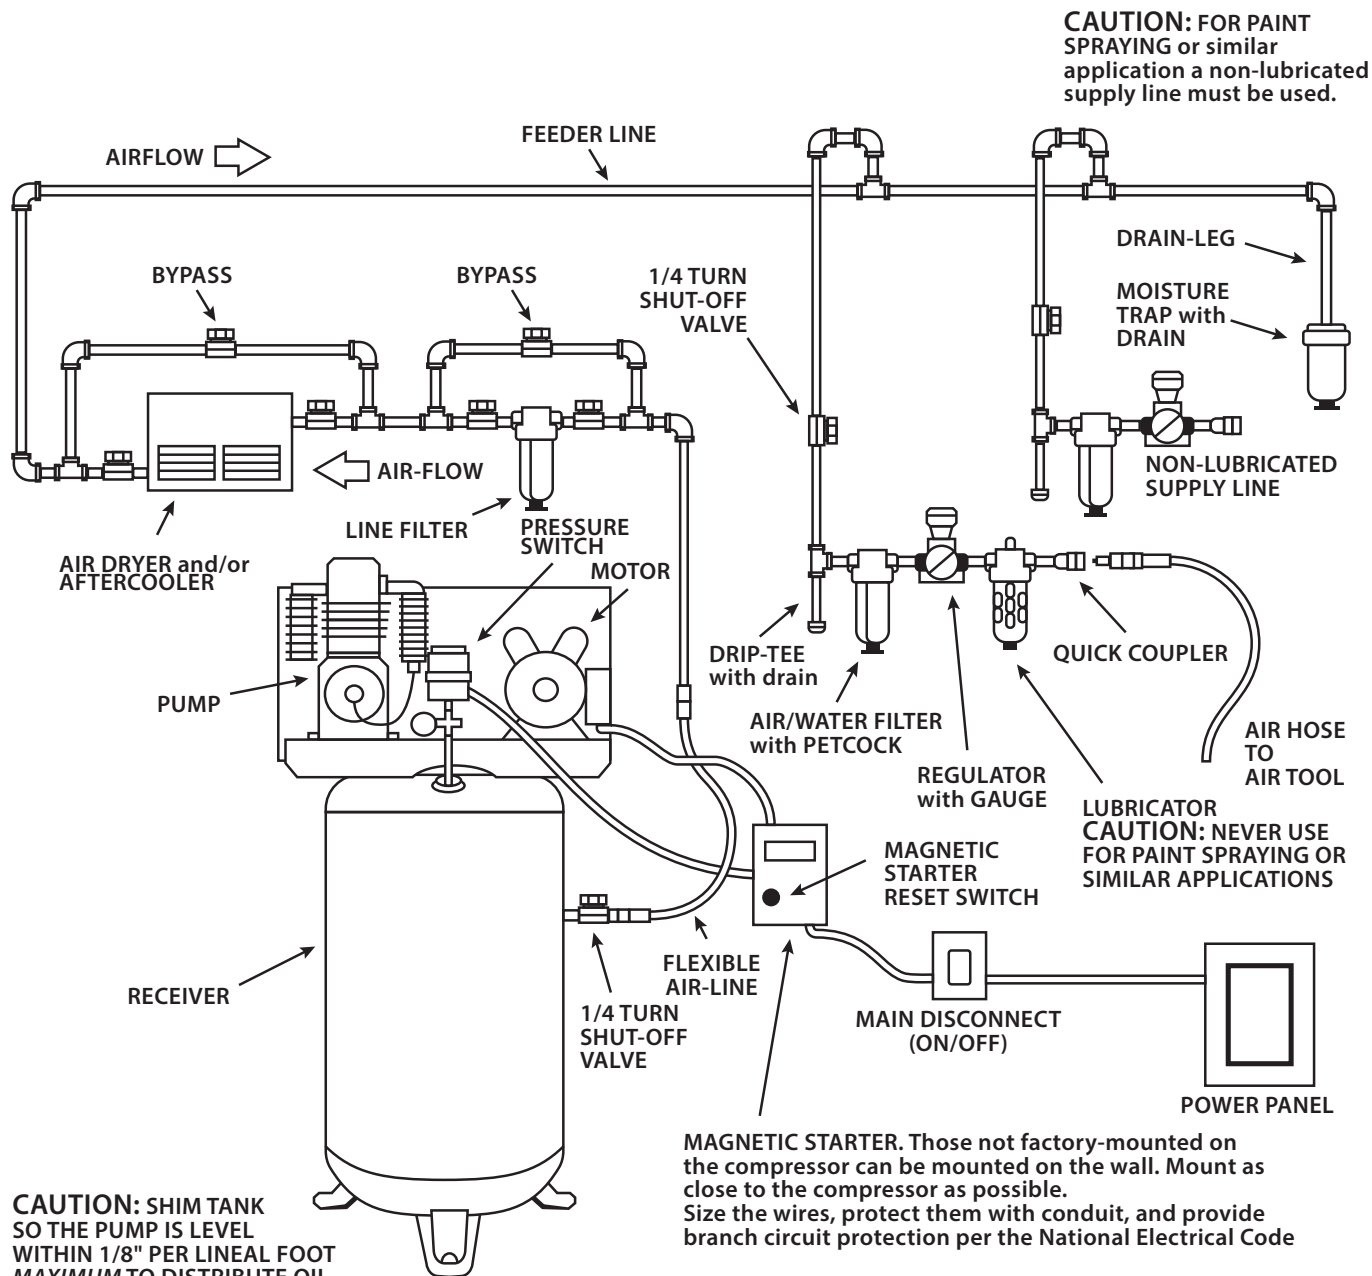 CAUTION: FOR PAINT
SPRAYING or similar
application a non-lubricated
supply line must be used.
FEEDER LINE
AIRFLOW
DRAIN-LEG
BYPASS
BYPASS
1/4 TURN
SHUT-OFF
VALVE
MOISTURE
TRAP with
DRAIN
AIR-FLOW
NON-LUBRICATED
SUPPLY LINE
LINE FILTER
PRESSURE
SWITCH
AIR DRYER and/or
AFTERCOOLER
MOTOR
DRIP-TEE
with drain
QUICK COUPLER
PUMP
AIR/WATER FILTER
with PETCOCK
AIR HOSE
TO
AIR TOOL
REGULATOR
with GAUGE
LUBRICATOR
CAUTION: NEVER USE
FOR PAINT SPRAYING OR
SIMILAR APPLICATIONS
MAGNETIC
STARTER
RESET SWITCH
FLEXIBLE
AIR-LINE
RECEIVER
1/4 TURN
SHUT-OFF
VALVE
MAIN DISCONNECT
(ON/OFF)
POWER PANEL
MAGNETIC STARTER. Those not factory-mounted on
the compressor can be mounted on the wall. Mount as
close to the compressor as possible.
Size the wires, protect them with conduit, and provide
branch circuit protection per the National Electrical Code
CAUTION: SHIM TANK
SO THE PUMP IS LEVEL
WITHIN 1/8" PER LINEAL FOOT
MAXIMUM TO DISTRIBUTE OIL